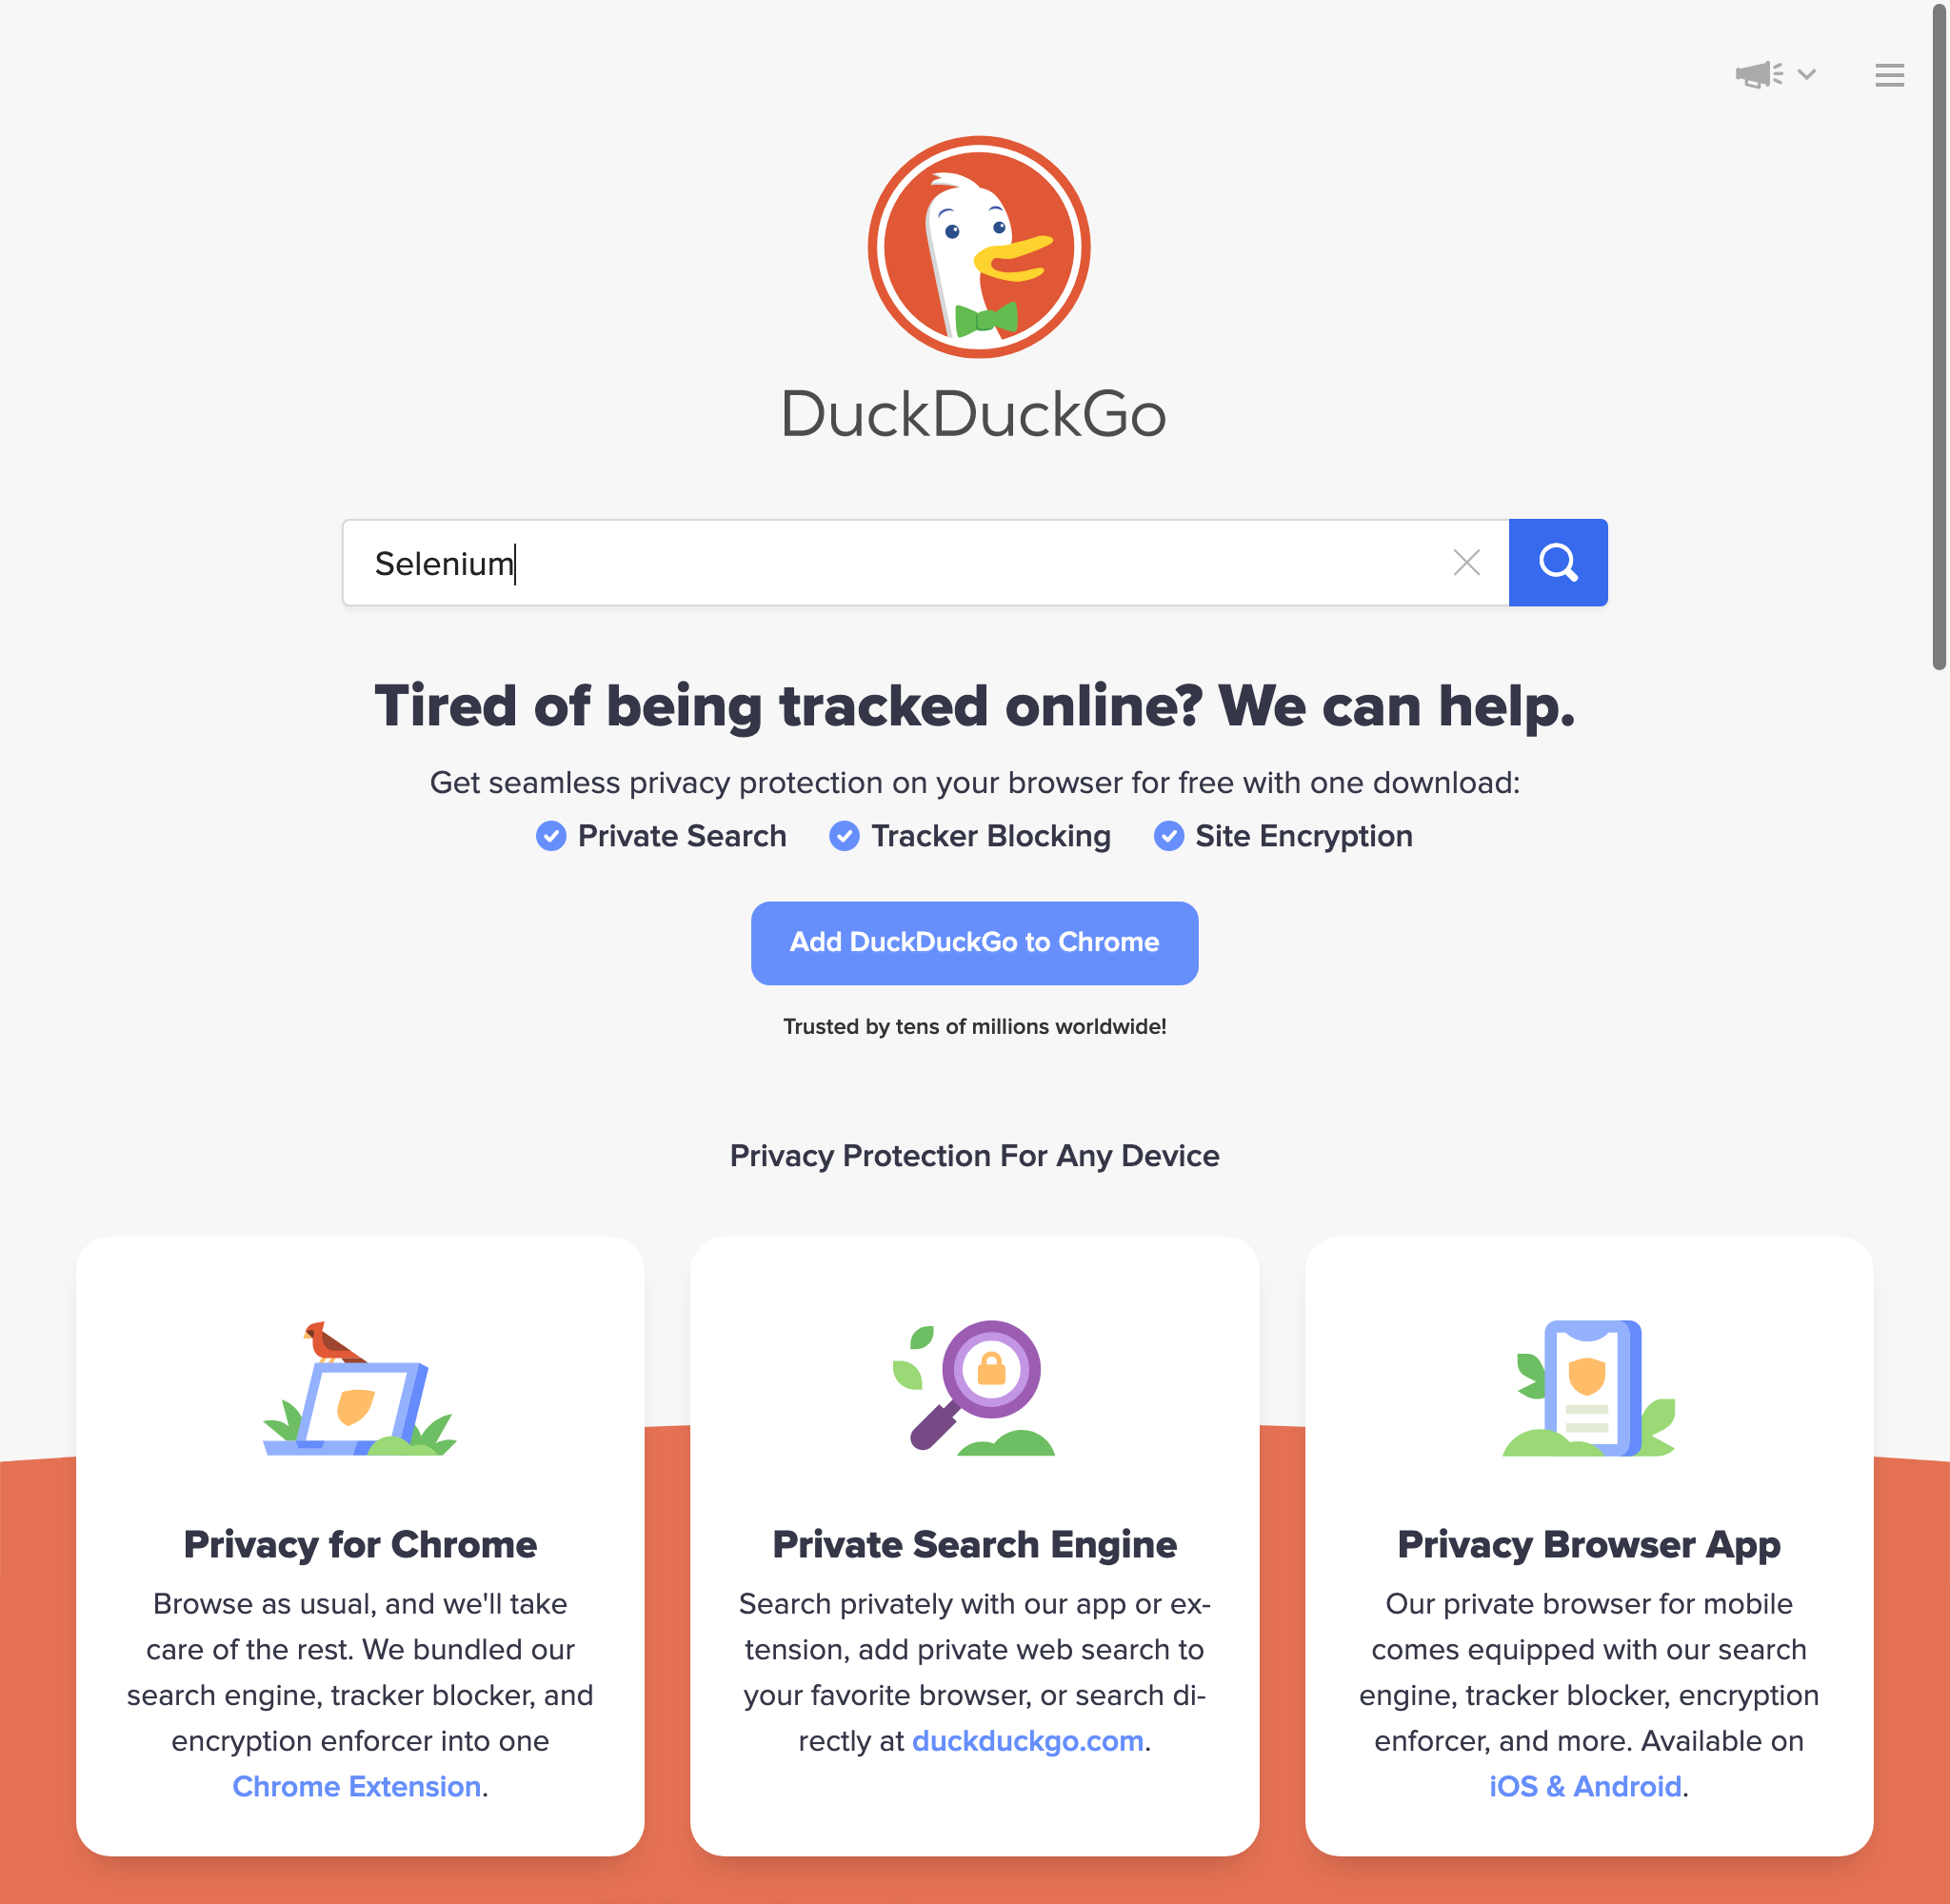 DuckDuckGo
Selenium
Tired of being tracked online? We can help.
Get seamless privacy protection on your browser for free with one download:
Private Search Tracker Blocking Site Encryption
Add DuckDuckGo to Chrome
Trusted by tens of millions worldwide!
Privacy Protection For Any Device
Privacy for Chrome
Browse as usual, and we'll take
care of the rest. We bundled our
search engine, tracker blocker, and
encryption enforcer into one
Chrome Extension.
Private Search Engine
Search privately with our app or ex-
tension, add private web search to
your favorite browser, or search di-
rectly at duckduckgo.com.
Privacy Browser App
Our private browser for mobile
comes equipped with our search
engine, tracker blocker, encryption
enforcer, and more. Available on
iOS & Android.